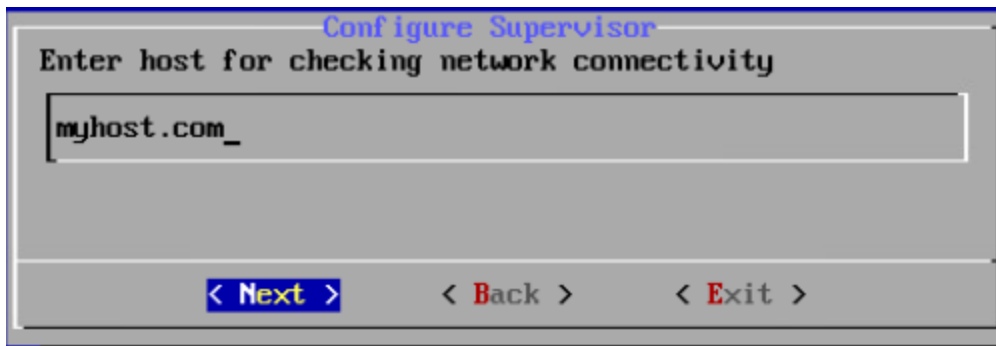 Configure Supervisor
Enter host for checking network connectivity
myhost.com_
< Next > < Back > < Exit >